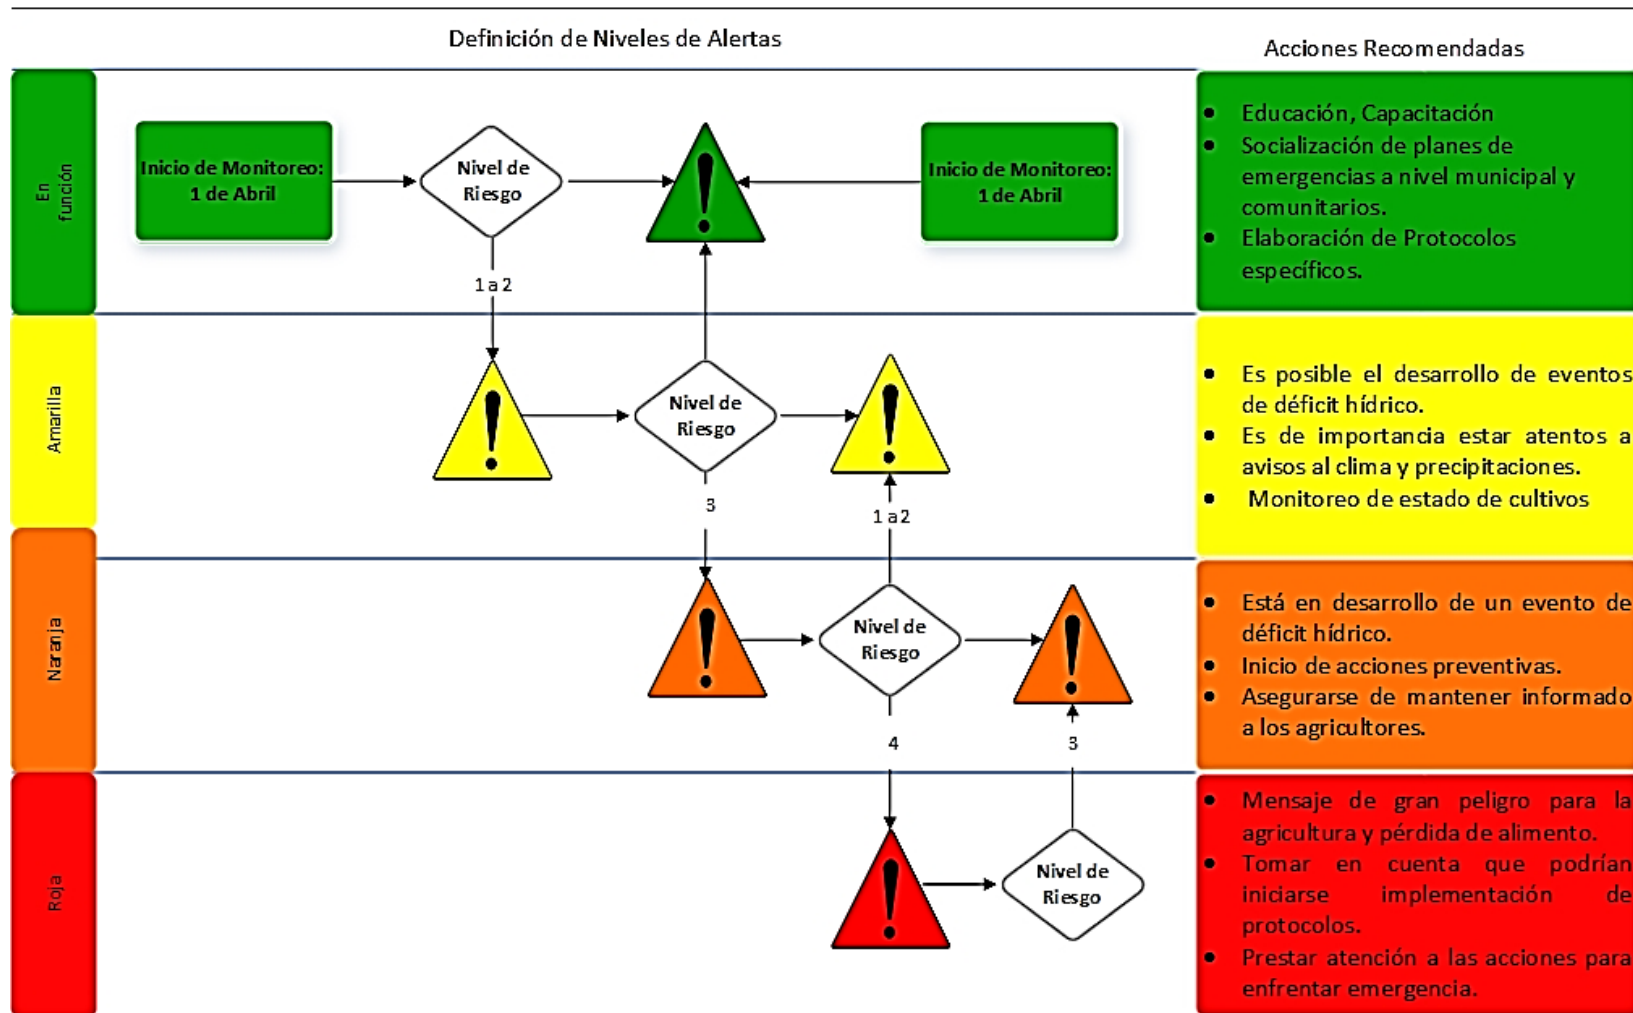 Definición de Niveles de Alertas
Acciones Recomendadas
En
función
Inicio de Monitoreo:
1 de Abril
Nivel de
Riesgo
Inicio de Monitoreo:
1 de Abril
1 a 2
• Educación, Capacitación
• Socialización de planes de
emergencias a nivel municipal y
comunitarios.
• Elaboración de Protocolos
específicos.
Amarilla
Nivel de
Riesgo
3
1 a 2
• Es posible el desarrollo de eventos
de déficit hídrico.
• Es de importancia estar atentos a
avisos al clima y precipitaciones.
• Monitoreo de estado de cultivos
Naranja
Nivel de
Riesgo
4
3
• Está en desarrollo de un evento de
déficit hídrico.
• Inicio de acciones preventivas.
• Asegurarse de mantener informado
a los agricultores.
Roja
Nivel de
Riesgo
• Mensaje de gran peligro para la
agricultura y pérdida de alimento.
• Tomar en cuenta que podrían
iniciarse implementación de
protocolos.
• Prestar atención a las acciones para
enfrentar emergencia.